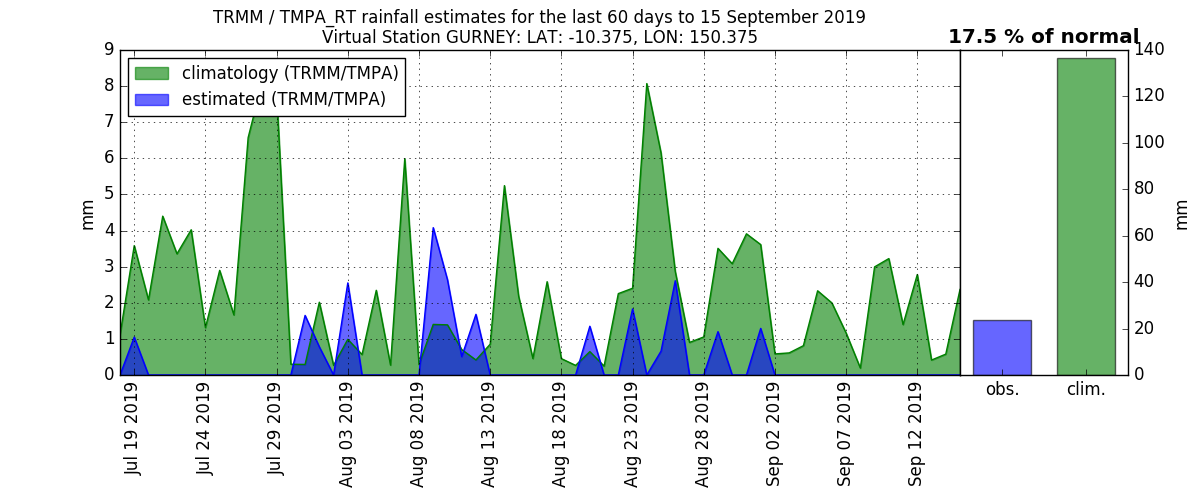 TRMM / TMPA_RT rainfall estimates for the last 60 days to 15 September 2019
Virtual Station GURNEY: LAT: -10.375, LON: 150.375
17.5 % of normal
climatology (TRMM/TMPA)
estimated (TRMM/TMPA)
mm
9
8
7
6
5
4
3
2
1
0
Jul 19 2019
Jul 24 2019
Jul 29 2019
Aug 03 2019
Aug 08 2019
Aug 13 2019
Aug 18 2019
Aug 23 2019
Aug 28 2019
Sep 02 2019
Sep 07 2019
Sep 12 2019
obs.
clim.
140
120
100
80
60
40
20
0
mm